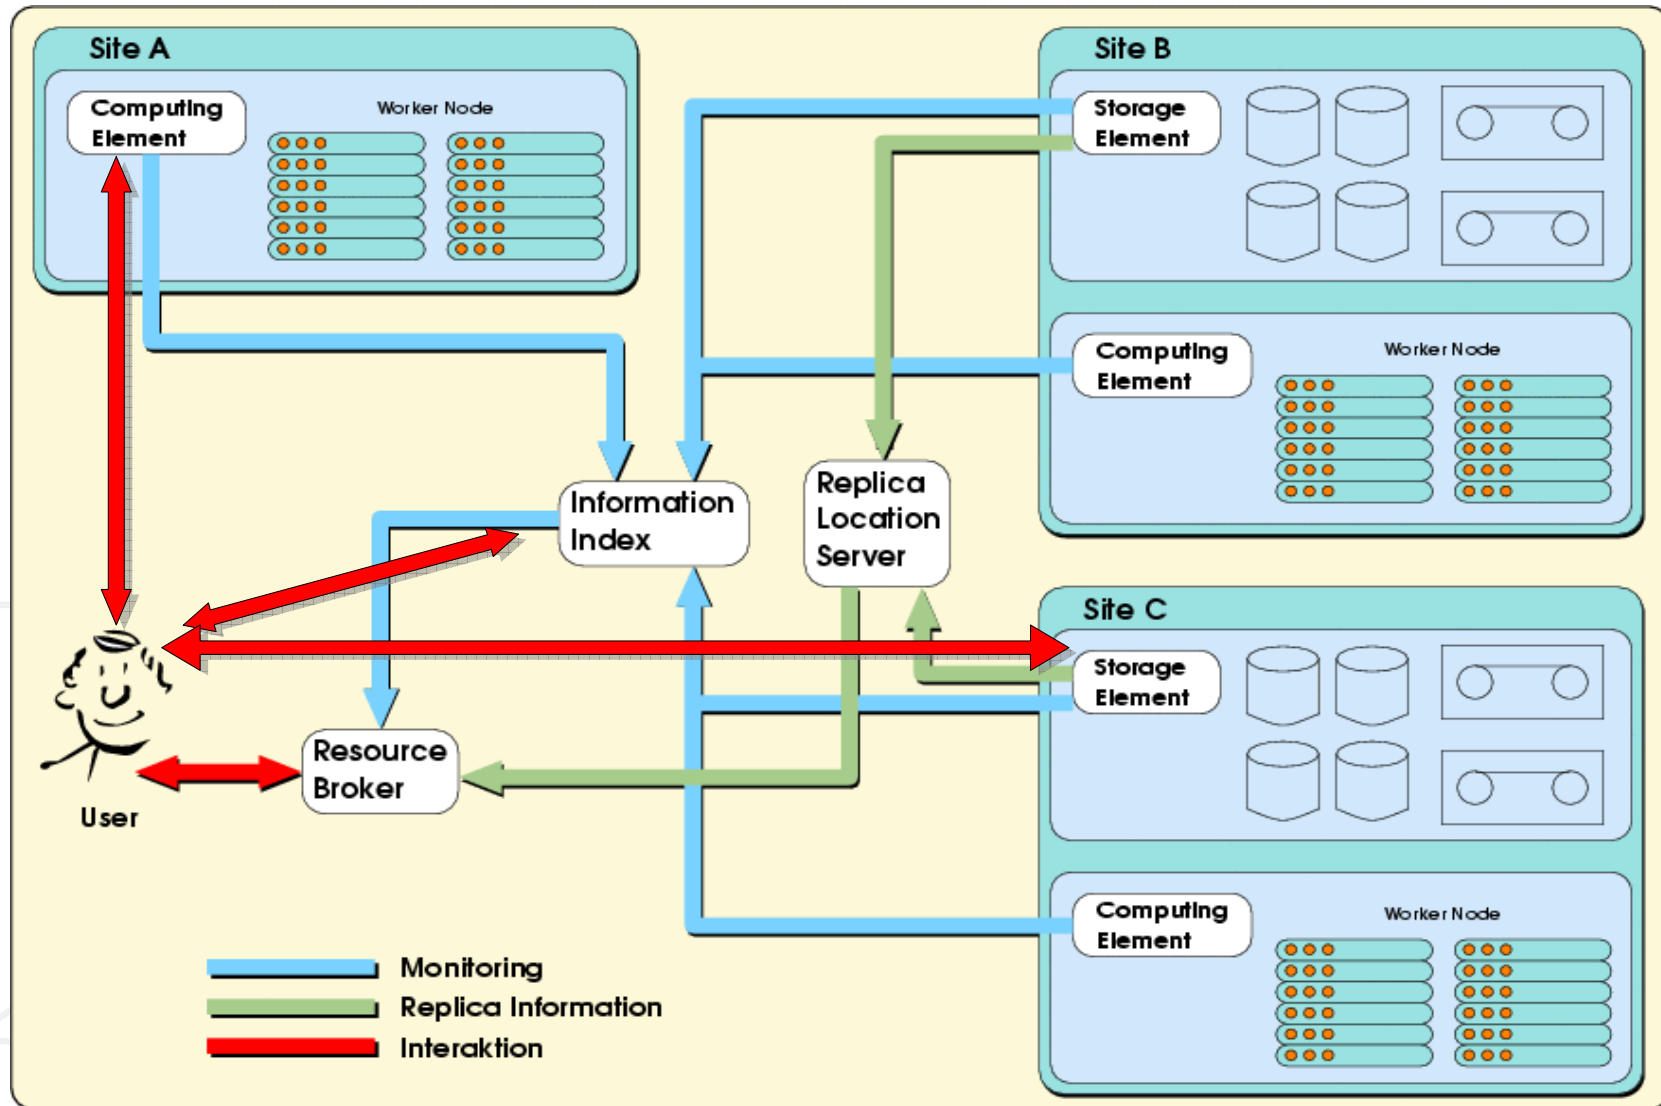 Site A
Computing
Element
Worker Node
Site B
Storage
Element
Computing
Element
Worker Node
Information
Index
Replica
Location
Server
Site C
Storage
Element
Computing
Element
Worker Node
Resource
Broker
User
Monitoring
Replica Information
Interaktion